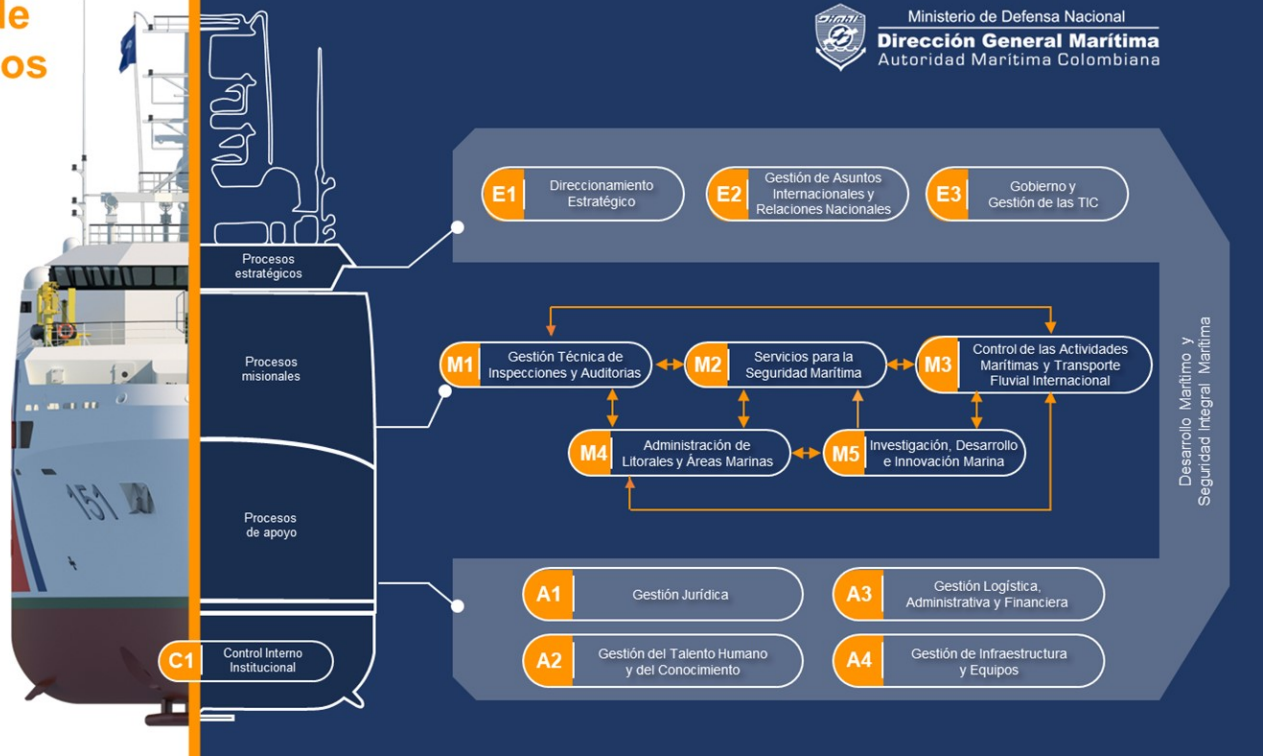 de
os
DIMAR
Ministerio de Defensa Nacional
Dirección General Marítima
Autoridad Marítima Colombiana
E1
Direccionamiento
Estratégico
E2
Gestión de Asuntos
Internacionales y
Relaciones Nacionales
E3
Gobierno y
Gestión de las TIC
Procesos
estratégicos
Procesos
misionales
M1
Gestión Técnica de
Inspecciones y Auditorias
M2
Servicios para la
Seguridad Marítima
M3
Control de las Actividades
Marítimas y Transporte
Fluvial Internacional
M4
Administración de
Litorales y Áreas Marinas
M5
Investigación, Desarrollo
e Innovación Marina
Desarrollo Marítimo y
Seguridad Integral Marítima
151
Procesos
de apoyo
A1
Gestión Jurídica
A3
Gestión Logística,
Administrativa y Financiera
C1
Control Interno
Institucional
A2
Gestión del Talento Humano
y del Conocimiento
A4
Gestión de Infraestructura
y Equipos